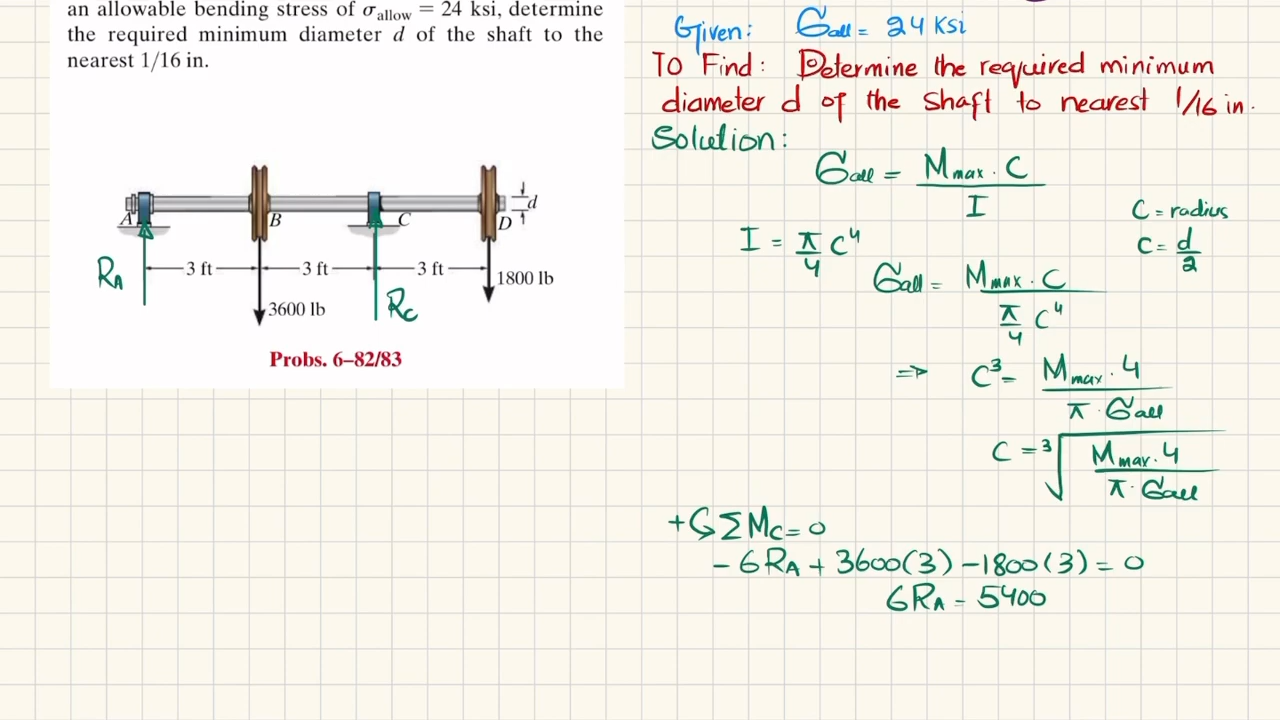 an allowable bending stress of σallow = 24 ksi, determine
the required minimum diameter d of the shaft to the
nearest 1/16 in.
A
B
C
D
d
3 ft
3 ft
3 ft
RA
3600 lb
RC
1800 lb
Probs. 6–82/83
Given: σall = 24 Ksi
To Find: Determine the required minimum
diameter d of the shaft to nearest 1/16 in.
Solution:
σall = Mmax · C / I
C = radius
I = π/4 C⁴
C = d/2
σall = Mmax · C / π/4 C⁴
=> C³ = Mmax · 4 / π · σall
C = ³√ Mmax · 4 / π · σall
+↺ ΣMC = 0
- 6RA + 3600(3) - 1800(3) = 0
6RA = 5400